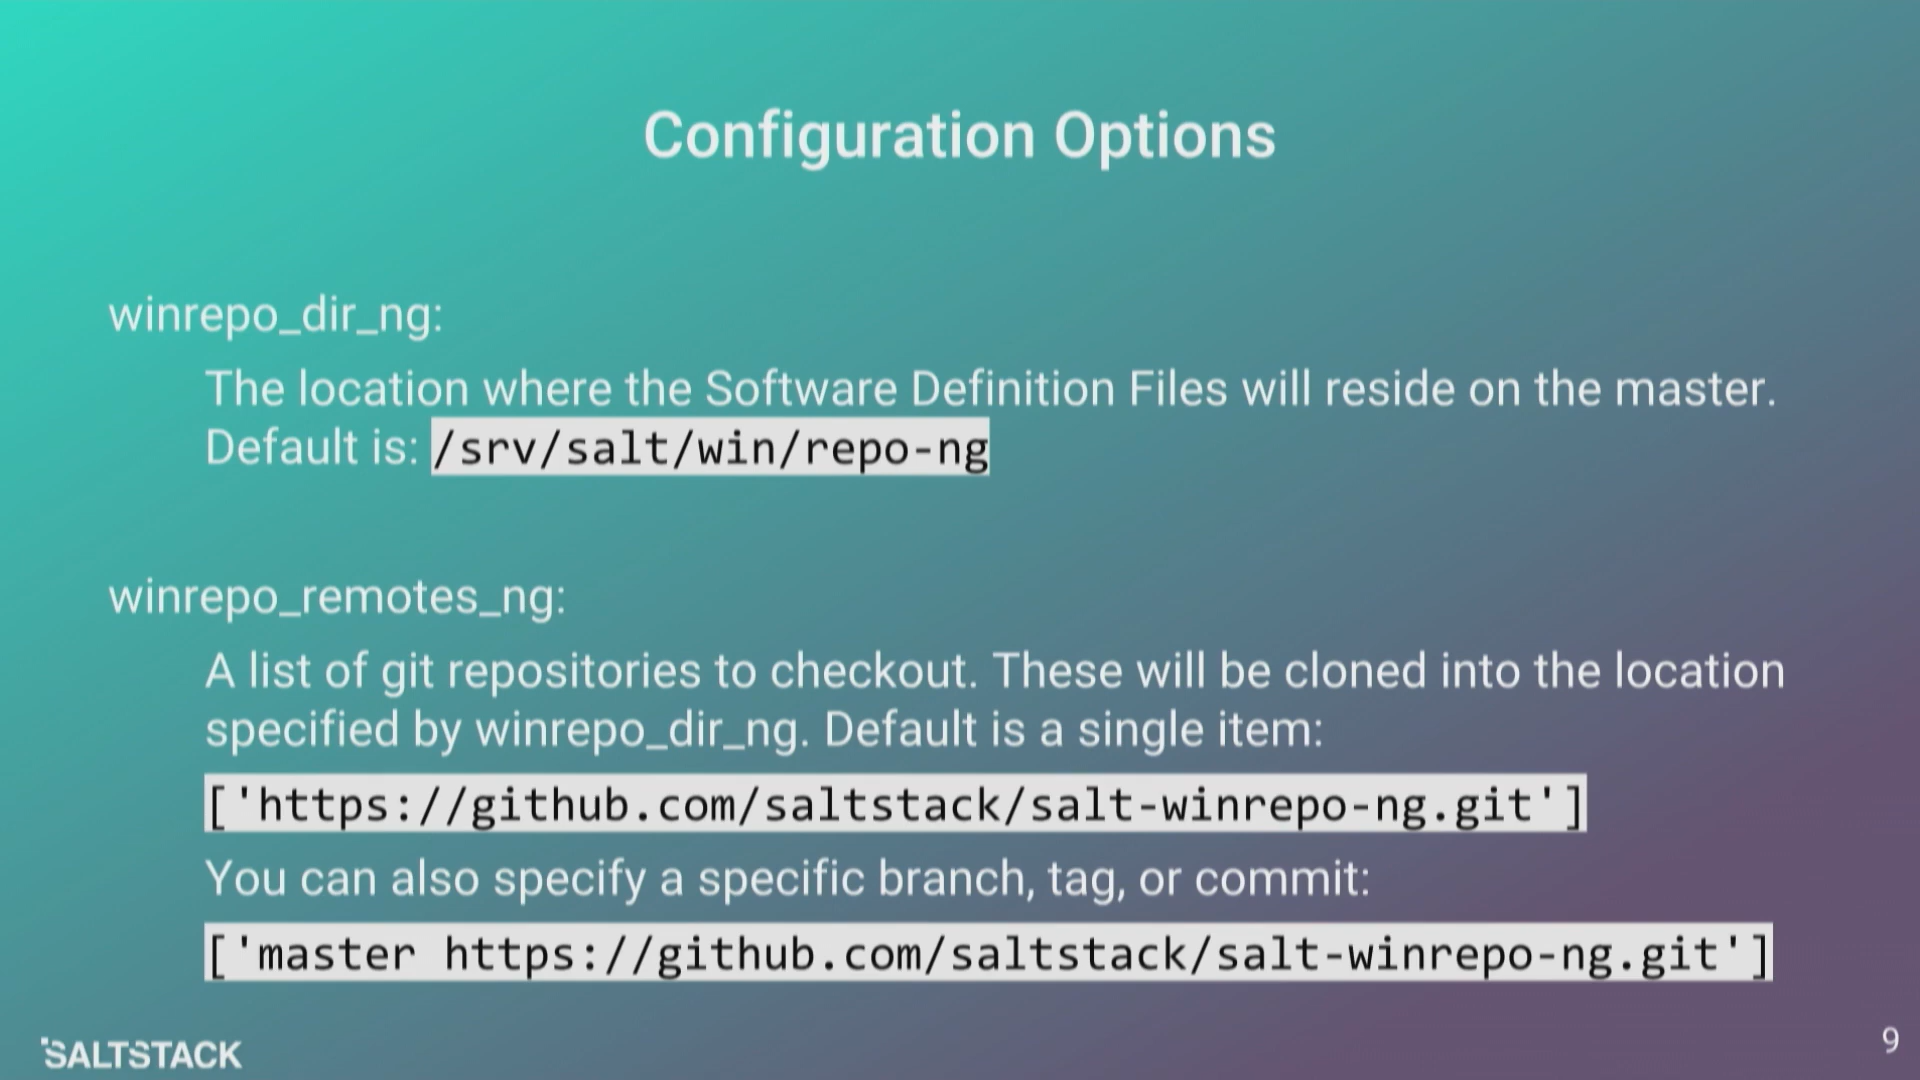 Configuration Options
winrepo_dir_ng:
The location where the Software Definition Files will reside on the master.
Default is: /srv/salt/win/repo-ng
winrepo_remotes_ng:
A list of git repositories to checkout. These will be cloned into the location
specified by winrepo_dir_ng. Default is a single item:
['https://github.com/saltstack/salt-winrepo-ng.git']
You can also specify a specific branch, tag, or commit:
['master https://github.com/saltstack/salt-winrepo-ng.git']
SALTSTACK
9